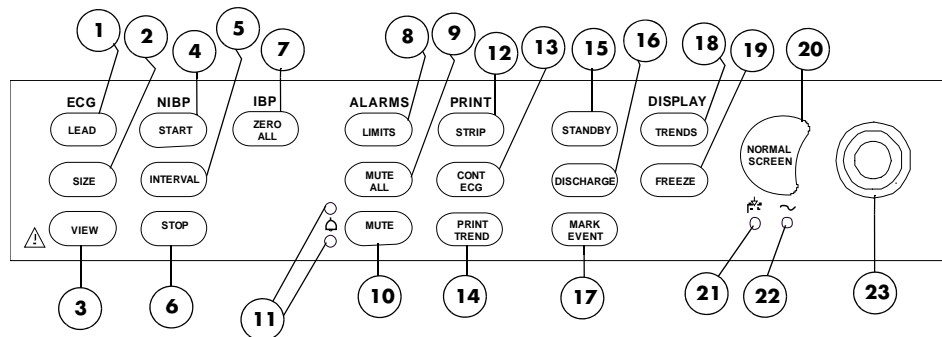 1 2 5 7 8 9 12 13 15 16 18 19 20
4
ECG NIBP IBP ALARMS PRINT DISPLAY
LEAD START ZERO ALL LIMITS STRIP STANDBY TRENDS NORMAL SCREEN
SIZE INTERVAL MUTE ALL CONT ECG DISCHARGE FREEZE
VIEW STOP MUTE PRINT TREND MARK EVENT
3 6 11 10 14 17 21 22 23